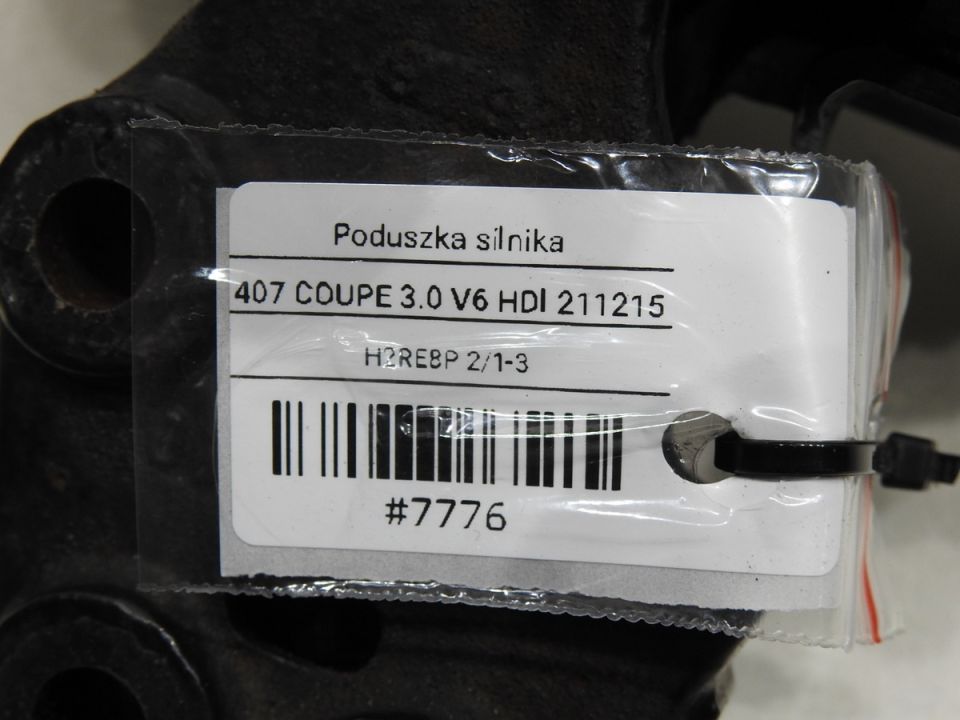 Poduszka silnika
407 COUPE 3.0 V6 HDI 211215
H2RE8P 2/1-3
#7776